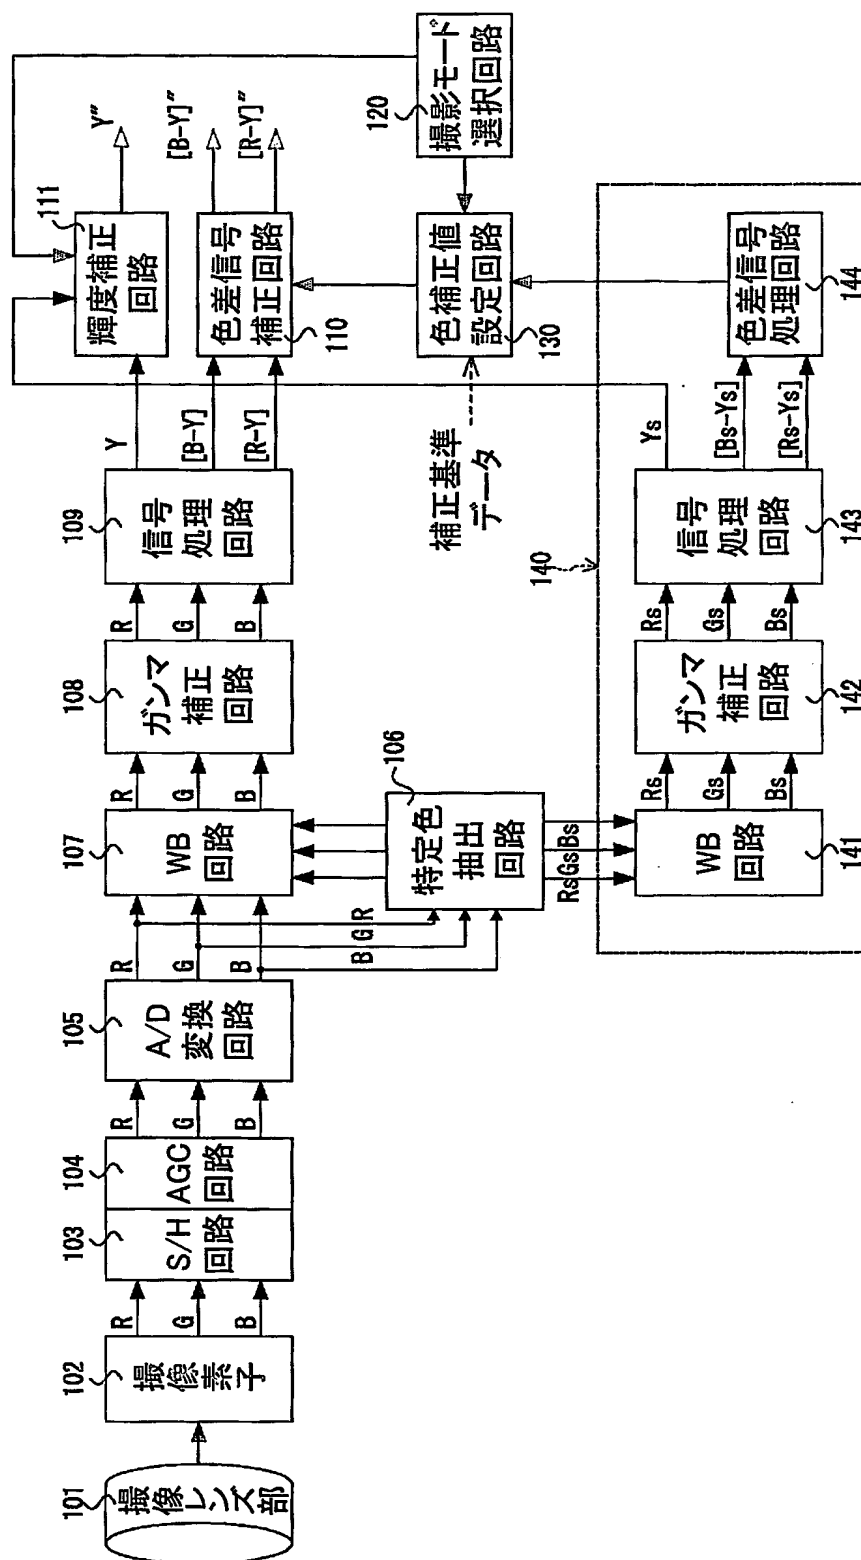 101
撮像
レンズ部
102
撮像
素子
R
G
B
103
S/H
回路
104
AGC
回路
R
G
B
105
A/D
変換
回路
R
G
B
R
G
B
106
特定色
抽出
回路
107
WB
回路
R
G
B
108
ガンマ
補正
回路
R
G
B
109
信号
処理
回路
Y
[B-Y]
[R-Y]
111
輝度補正
回路
Y″
110
色差信号
補正回路
[B-Y]″
[R-Y]″
120
撮影モード
選択回路
130
色補正値
設定回路
補正基準
データ
140
Rs
Gs
Bs
141
WB
回路
Rs
Gs
Bs
142
ガンマ
補正
回路
Rs
Gs
Bs
143
信号
処理
回路
Ys
[Bs-Ys]
[Rs-Ys]
144
色差信号
処理回路